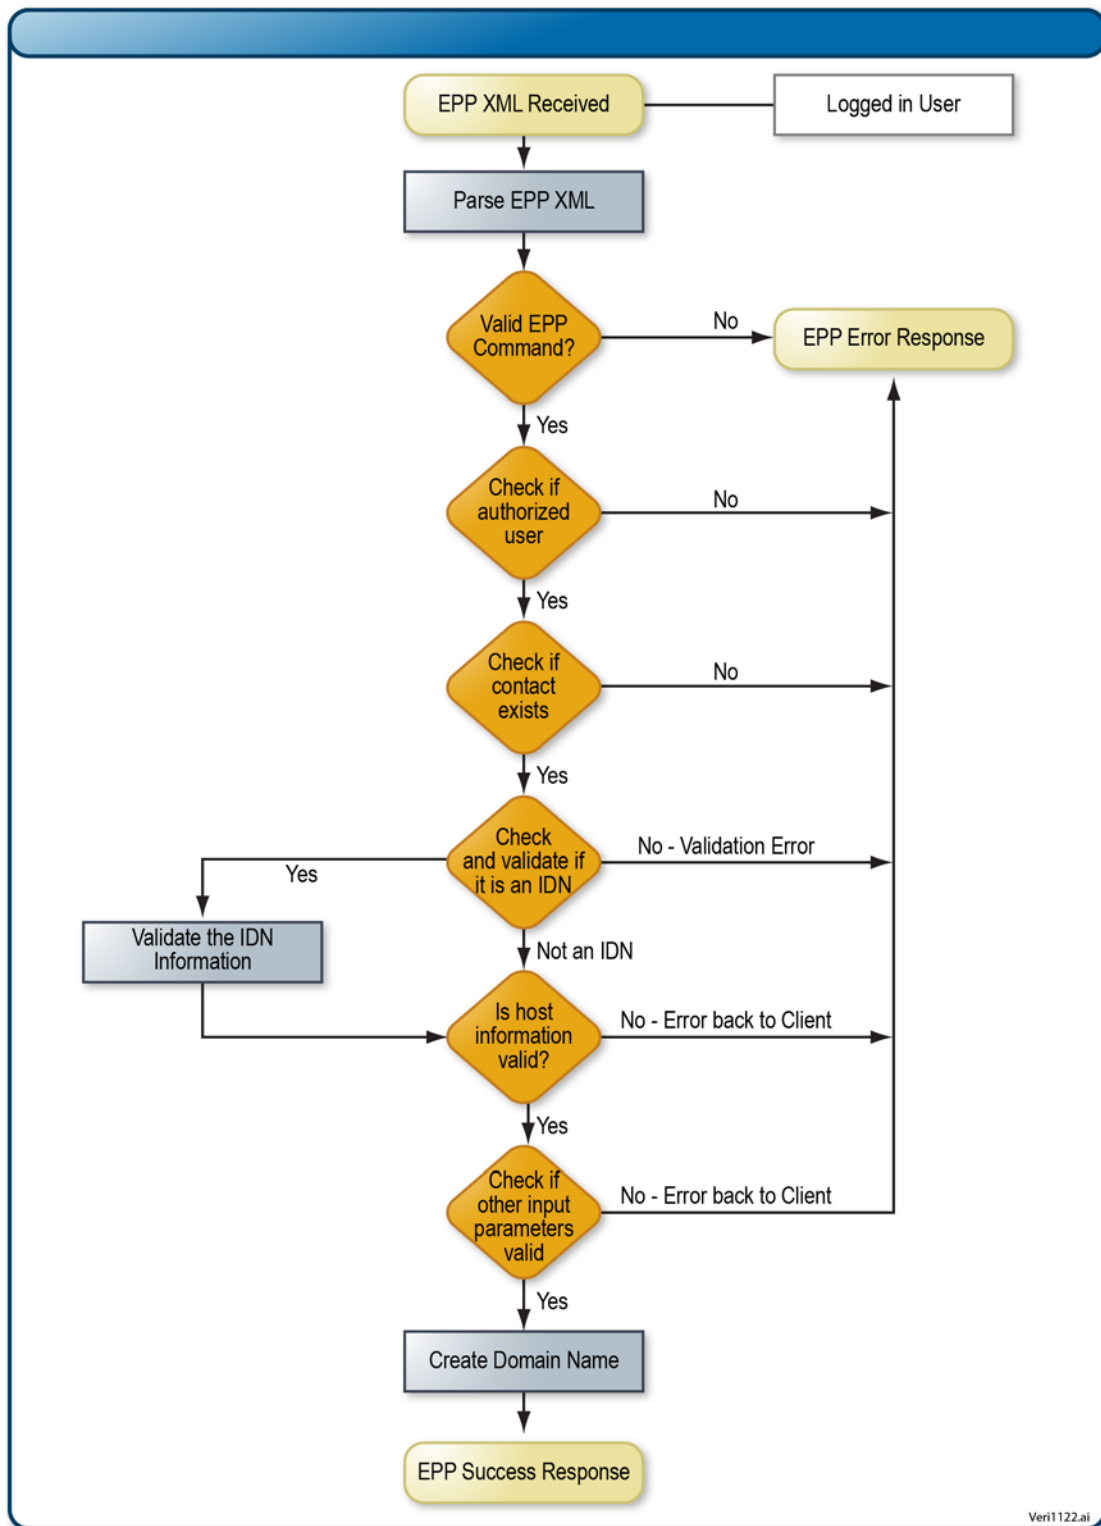 EPP XML Received
Logged in User
Parse EPP XML
Valid EPP
Command?
No
EPP Error Response
Yes
Check if
authorized
user
No
Yes
Check if
contact
exists
No
Yes
Check
and validate if
it is an IDN
No - Validation Error
Yes
Validate the IDN
Information
Not an IDN
Is host
information
valid?
No - Error back to Client
Yes
Check if
other input
parameters
valid
No - Error back to Client
Yes
Create Domain Name
EPP Success Response
Veri1122.ai